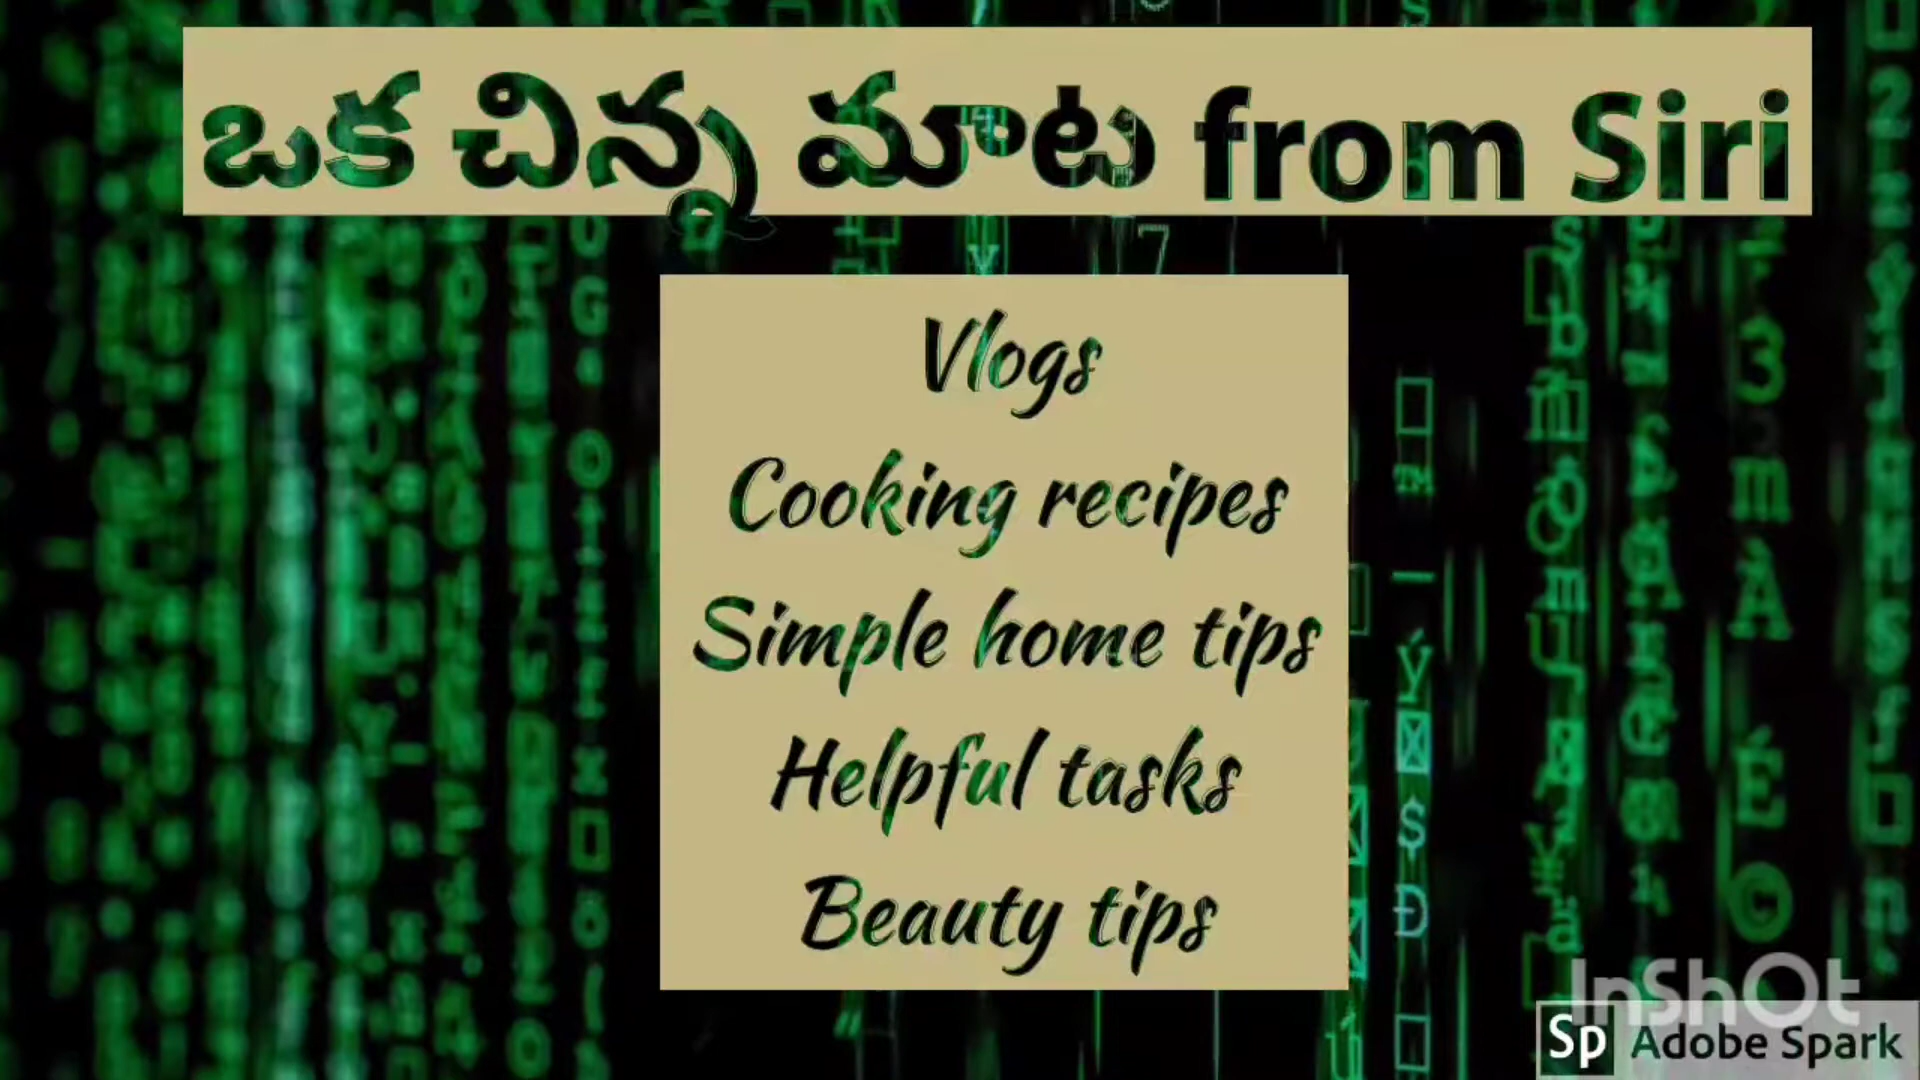 ఒక చిన్న మాట from Siri
Vlogs
Cooking recipes
Simple home tips
Helpful tasks
Beauty tips
InShOt
Sp Adobe Spark